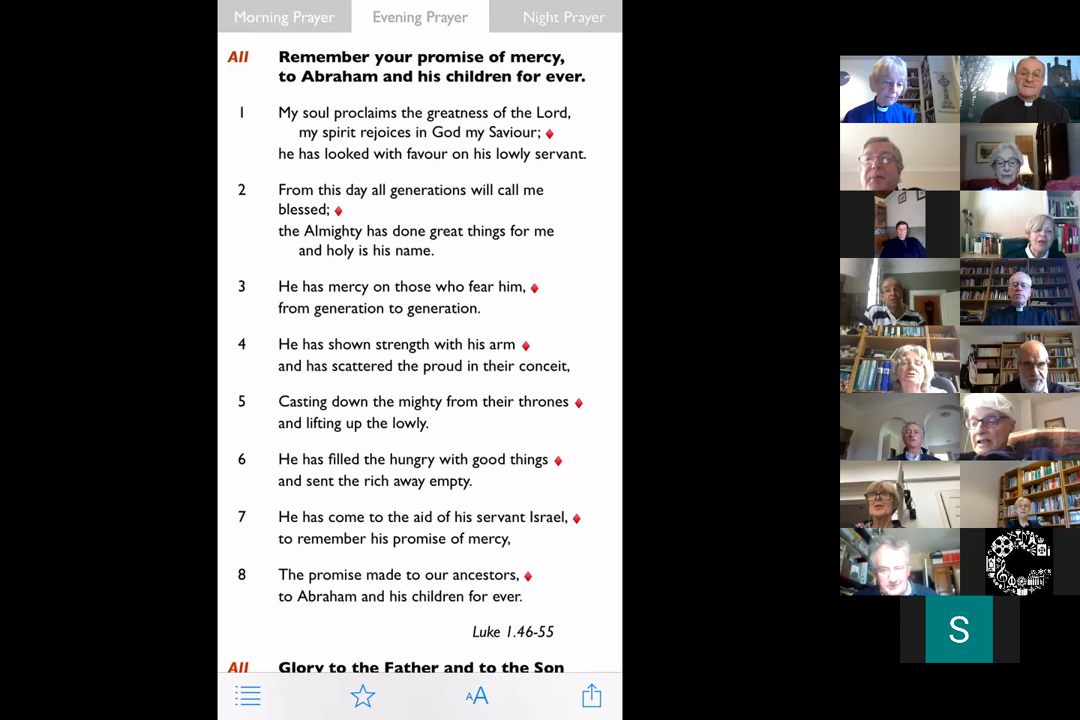 Morning Prayer
Evening Prayer
Night Prayer
All Remember your promise of mercy,
to Abraham and his children for ever.
1 My soul proclaims the greatness of the Lord,
my spirit rejoices in God my Saviour; ♦
he has looked with favour on his lowly servant.
2 From this day all generations will call me
blessed; ♦
the Almighty has done great things for me
and holy is his name.
3 He has mercy on those who fear him, ♦
from generation to generation.
4 He has shown strength with his arm ♦
and has scattered the proud in their conceit,
5 Casting down the mighty from their thrones ♦
and lifting up the lowly.
6 He has filled the hungry with good things ♦
and sent the rich away empty.
7 He has come to the aid of his servant Israel, ♦
to remember his promise of mercy,
8 The promise made to our ancestors, ♦
to Abraham and his children for ever.
Luke 1.46-55
All Glory to the Father and to the Son
AA
S